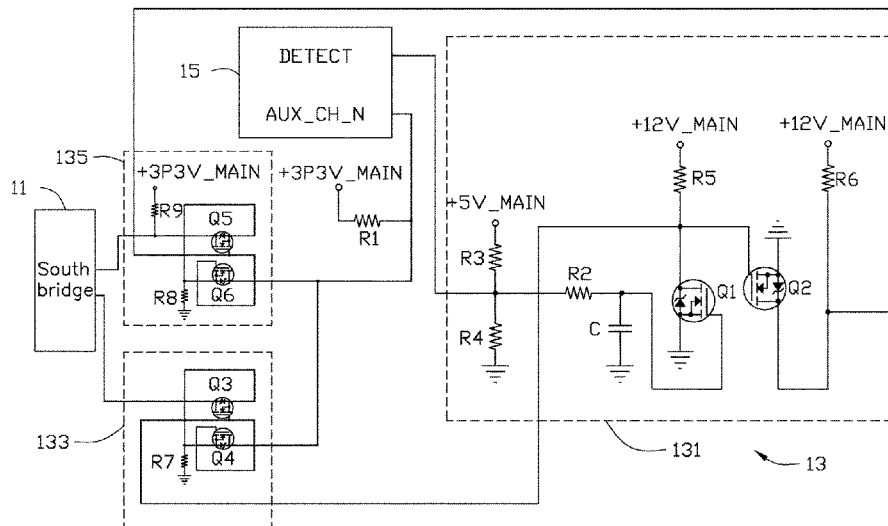 15
DETECT
AUX_CH_N
135
+3P3V_MAIN
+3P3V_MAIN
+12V_MAIN
+12V_MAIN
11
R9
Q5
R5
R6
+5V_MAIN
R1
R3
South
bridge
R8
Q6
R2
Q1
Q2
R4
C
Q3
133
R7
Q4
131
13